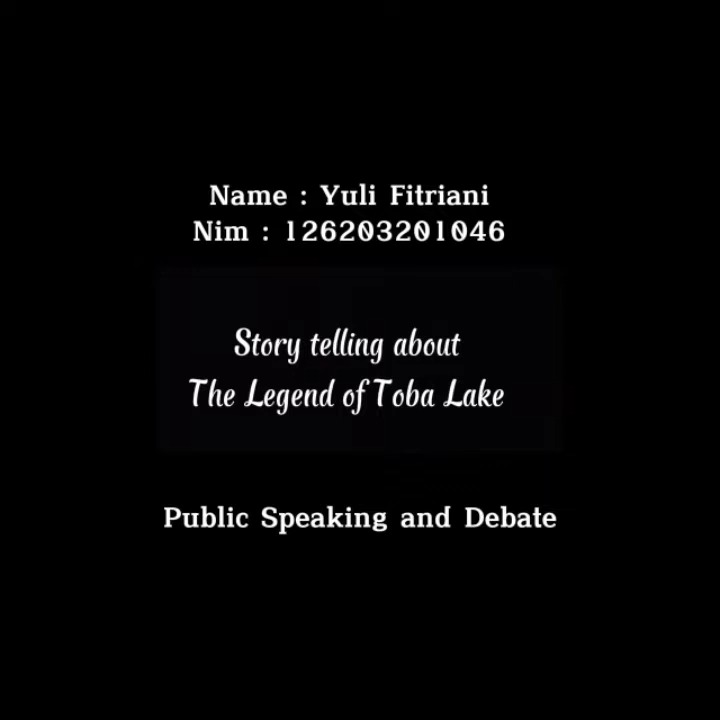 Name : Yuli Fitriani
Nim : 126203201046
Story telling about
The Legend of Toba Lake
Public Speaking and Debate